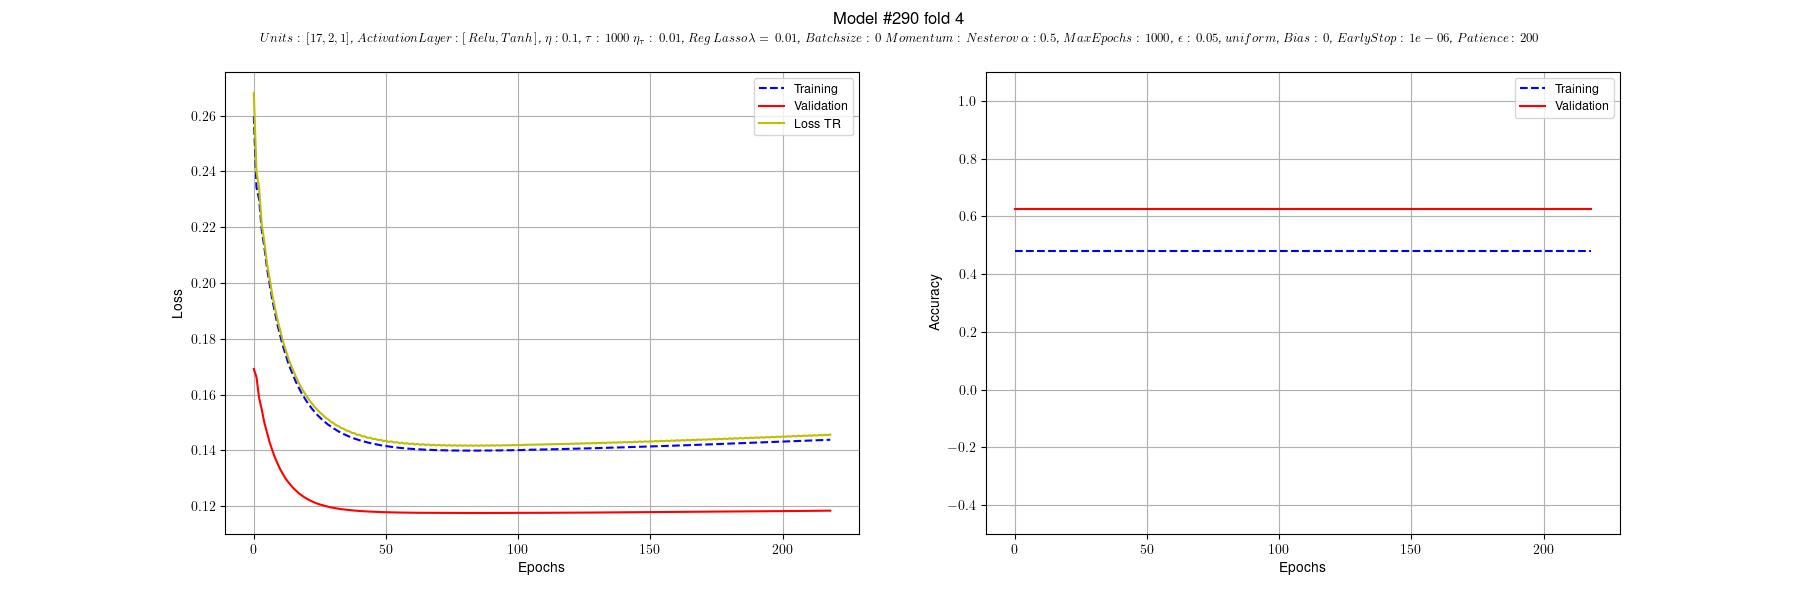 Model #290 fold 4
Units : [17, 2, 1], ActivationLayer : [ Relu, Tanh], η : 0.1, τ : 1000 ητ : 0.01, Reg Lassoλ = 0.01, Batchsize : 0 Momentum : Nesterov α : 0.5, MaxEpochs : 1000, ϵ : 0.05, uniform, Bias : 0, EarlyStop : 1e − 06, Patience : 200
Loss
0.26
0.24
0.22
0.20
0.18
0.16
0.14
0.12
Training
Validation
Loss TR
0 50 100 150 200
Epochs
Accuracy
1.0
0.8
0.6
0.4
0.2
0.0
−0.2
−0.4
Training
Validation
0 50 100 150 200
Epochs